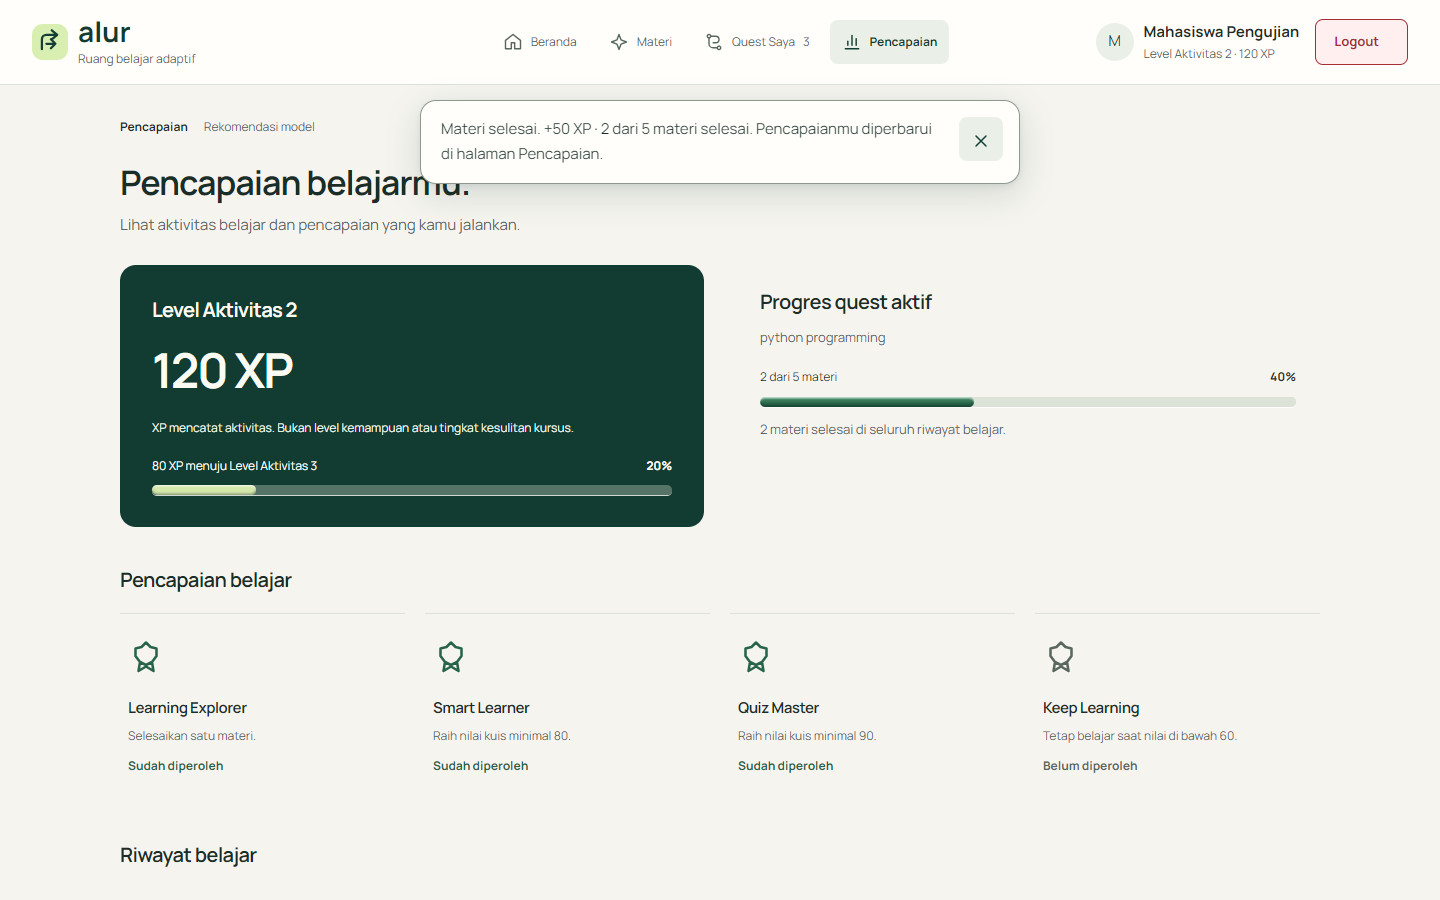 alur
Ruang belajar adaptif
Beranda
Materi
Quest Saya 3
Pencapaian
M
Mahasiswa Pengujian
Level Aktivitas 2 · 120 XP
Logout
Pencapaian
Rekomendasi model
Materi selesai. +50 XP · 2 dari 5 materi selesai. Pencapaianmu diperbarui
di halaman Pencapaian.
Pencapaian belajarmu.
Lihat aktivitas belajar dan pencapaian yang kamu jalankan.
Level Aktivitas 2
120 XP
XP mencatat aktivitas. Bukan level kemampuan atau tingkat kesulitan kursus.
80 XP menuju Level Aktivitas 3
20%
Progres quest aktif
python programming
2 dari 5 materi
40%
2 materi selesai di seluruh riwayat belajar.
Pencapaian belajar
Learning Explorer
Selesaikan satu materi.
Sudah diperoleh
Smart Learner
Raih nilai kuis minimal 80.
Sudah diperoleh
Quiz Master
Raih nilai kuis minimal 90.
Sudah diperoleh
Keep Learning
Tetap belajar saat nilai di bawah 60.
Belum diperoleh
Riwayat belajar